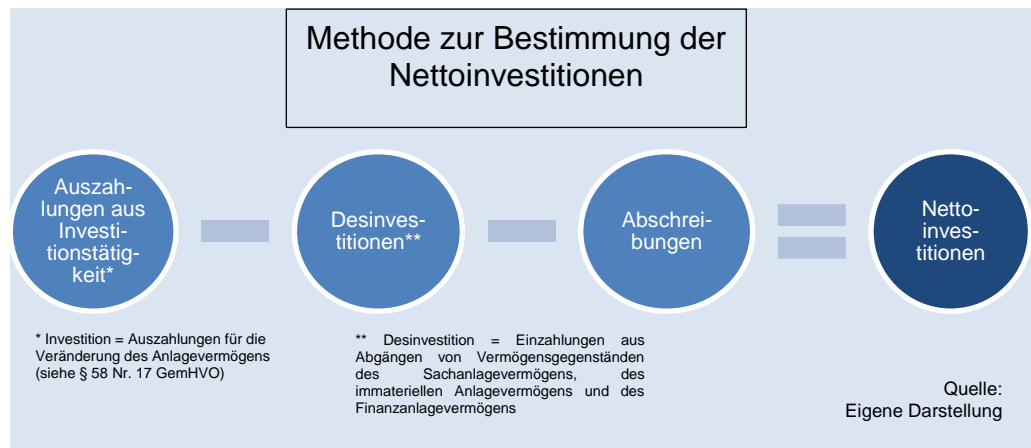 Methode zur Bestimmung der
Nettoinvestitionen
Auszah-
lungen aus
Investi-
tionstätig-
keit*
Desinves-
titionen**
Abschrei-
bungen
Netto-
inves-
titionen
* Investition = Auszahlungen für die
Veränderung des Anlagevermögens
(siehe § 58 Nr. 17 GemHVO)
** Desinvestition = Einzahlungen aus
Abgängen von Vermögensgegenständen
des Sachanlagevermögens, des
immateriellen Anlagevermögens und des
Finanzanlagevermögens
Quelle:
Eigene Darstellung